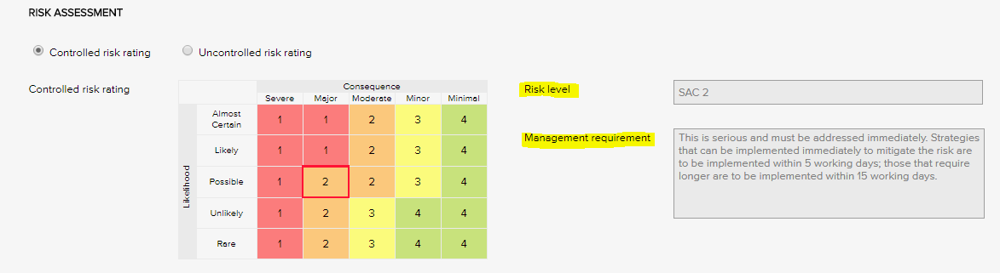 RISK ASSESSMENT
Controlled risk rating
Uncontrolled risk rating
Controlled risk rating
Consequence
Severe Major Moderate Minor Minimal
Likelihood
Almost Certain 1 1 2 3 4
Likely 1 1 2 3 4
Possible 1 2 2 3 4
Unlikely 1 2 3 4 4
Rare 1 2 3 4 4
Risk level
SAC 2
Management requirement
This is serious and must be addressed immediately. Strategies
that can be implemented immediately to mitigate the risk are
to be implemented within 5 working days; those that require
longer are to be implemented within 15 working days.